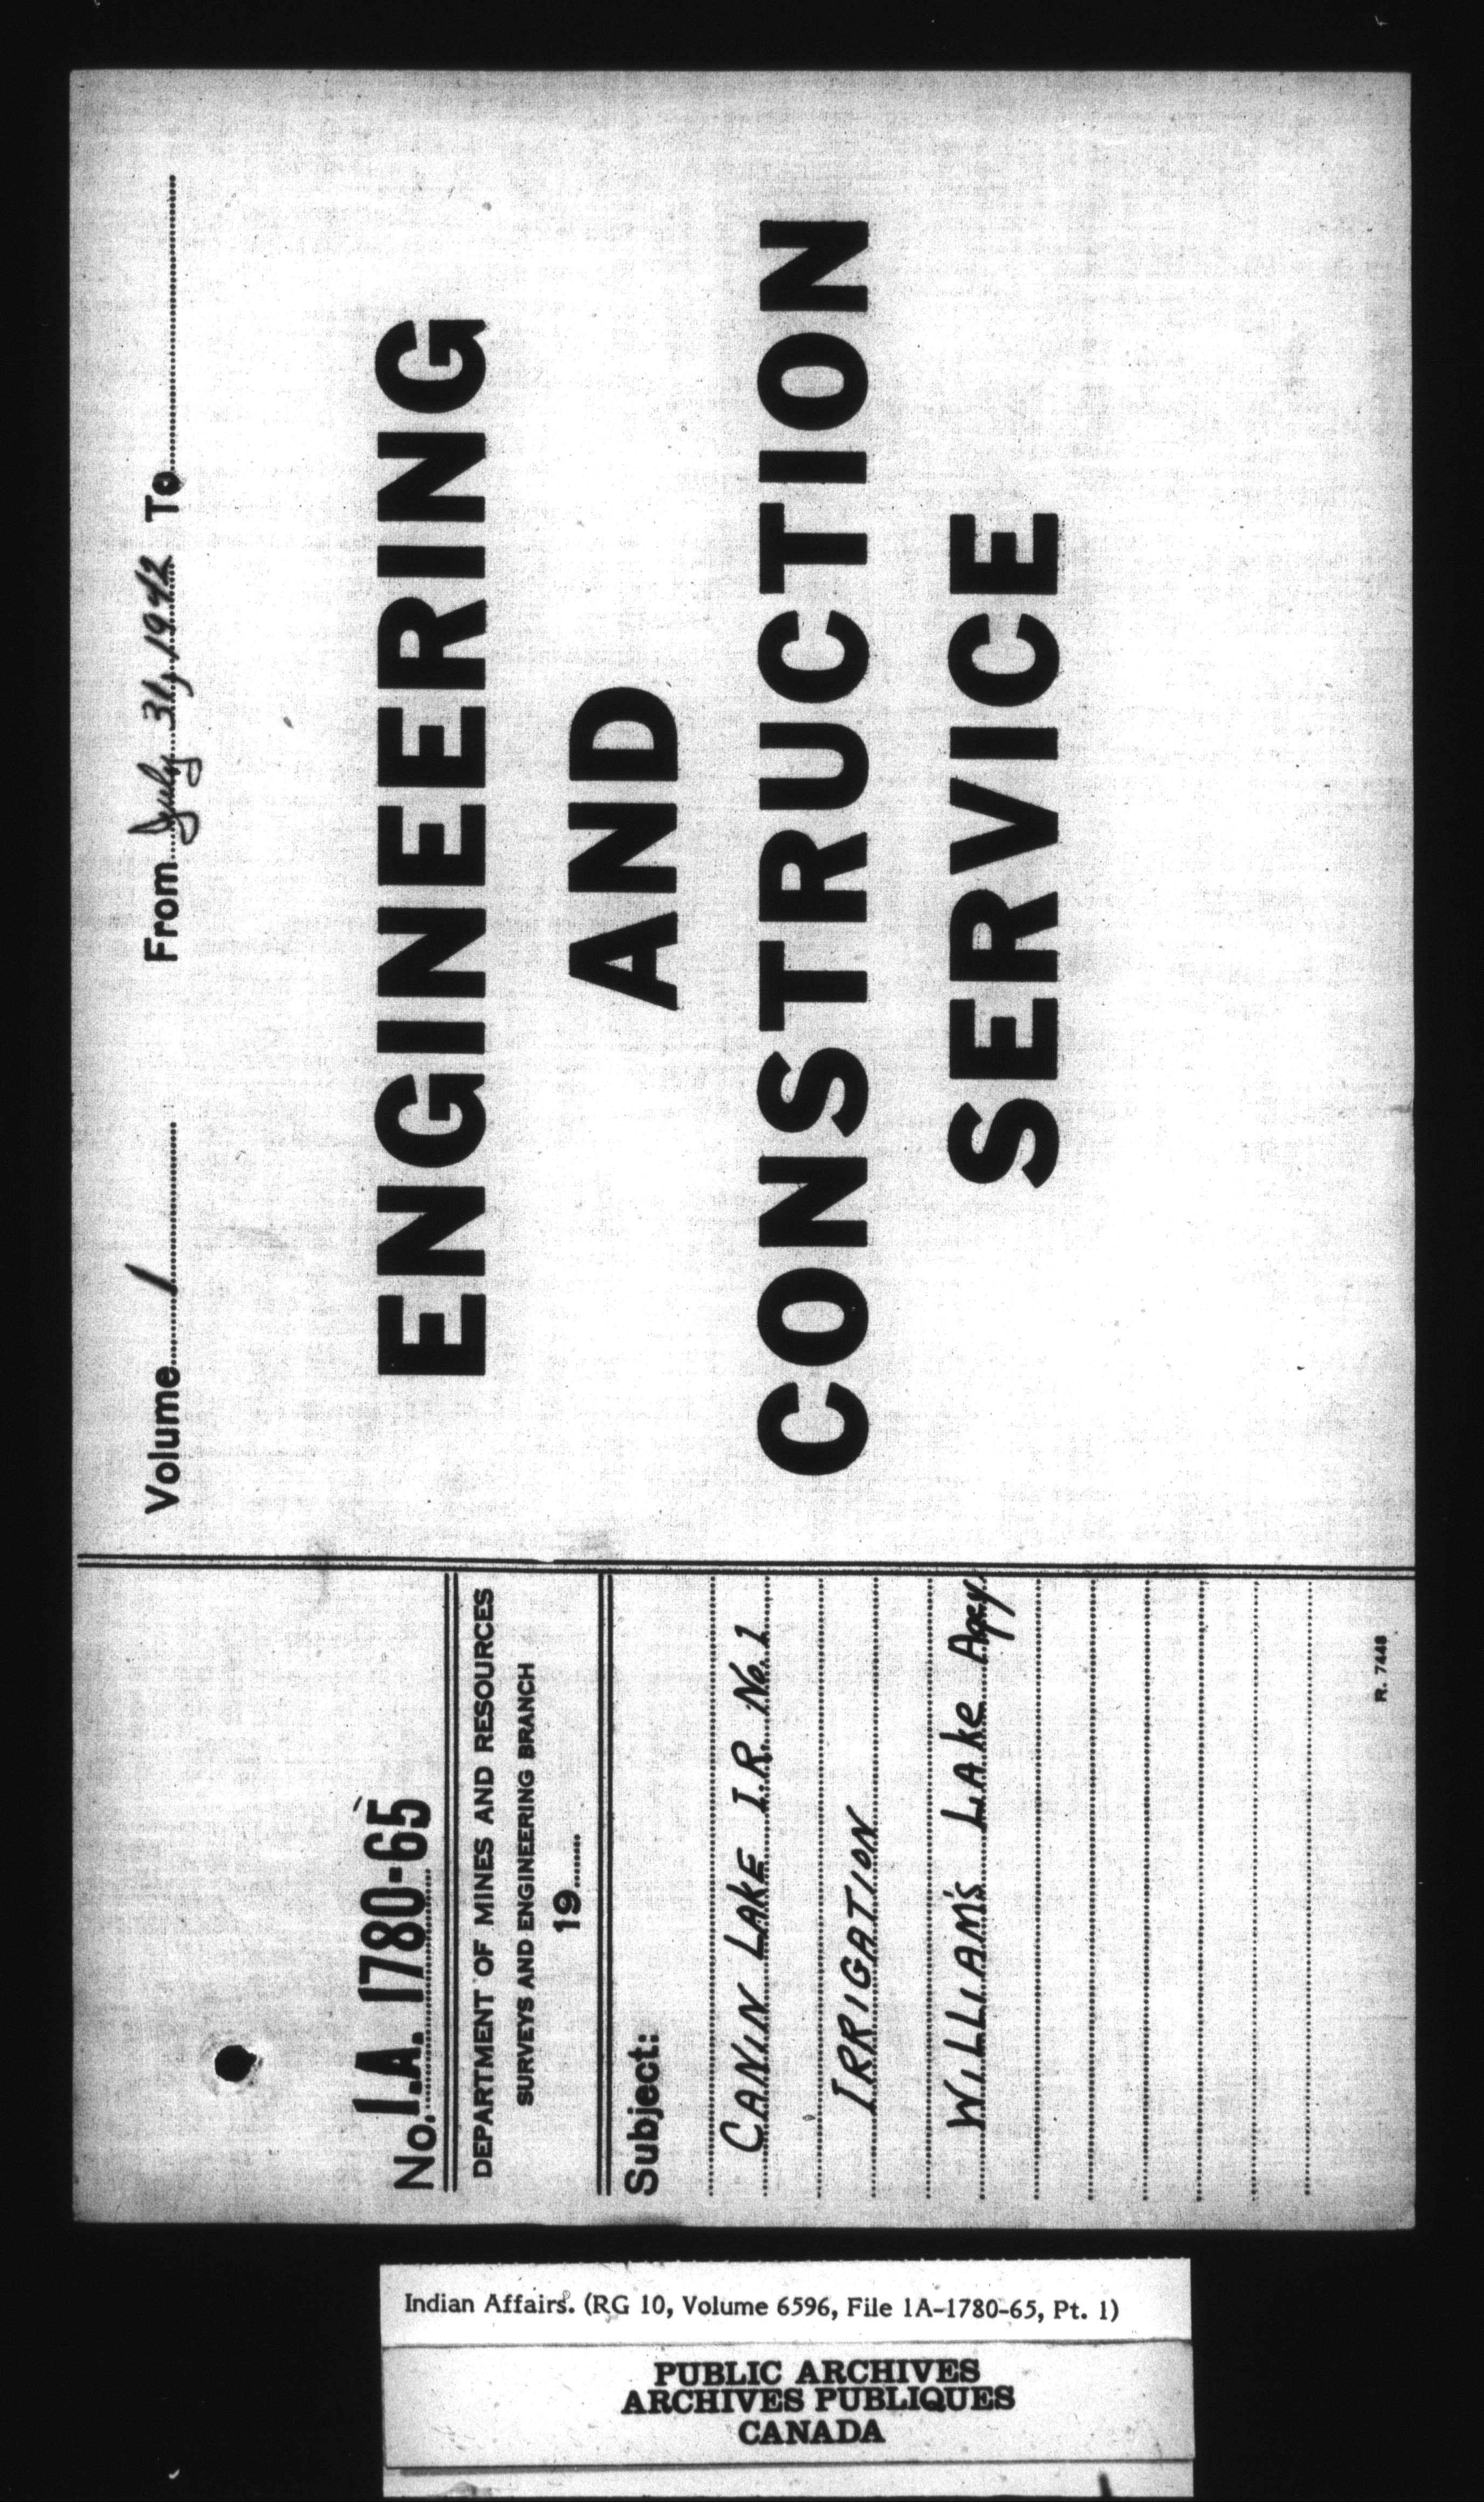 No. I.A. 1780-65
DEPARTMENT OF MINES AND RESOURCES
SURVEYS AND ENGINEERING BRANCH
19
Subject:
CANIN LAKE I.R. No. 1
IRRIGATION
WILLIAM'S LAKE Agcy
R. 7448
Volume 1 From July 31, 1942 To
ENGINEERING
AND
CONSTRUCTION
SERVICE
Indian Affairs. (RG 10, Volume 6596, File 1A-1780-65, Pt. 1)
PUBLIC ARCHIVES
ARCHIVES PUBLIQUES
CANADA